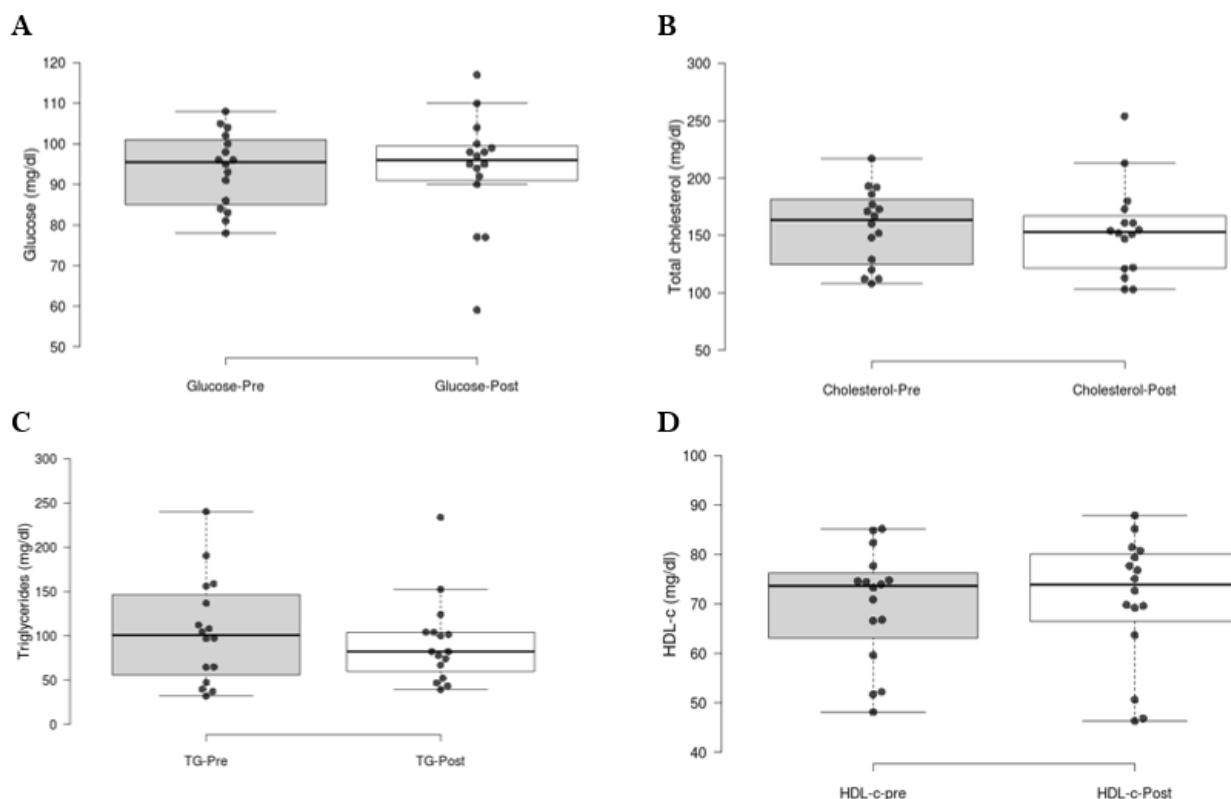 A
Glucose (mg/dl)
120
110
100
90
80
70
60
50
Glucose-Pre
Glucose-Post
B
Total cholesterol (mg/dl)
300
250
200
150
100
50
Cholesterol-Pre
Cholesterol-Post
C
Triglycerides (mg/dl)
300
250
200
150
100
50
0
TG-Pre
TG-Post
D
HDL-c (mg/dl)
100
90
80
70
60
50
40
HDL-c-pre
HDL-c-Post